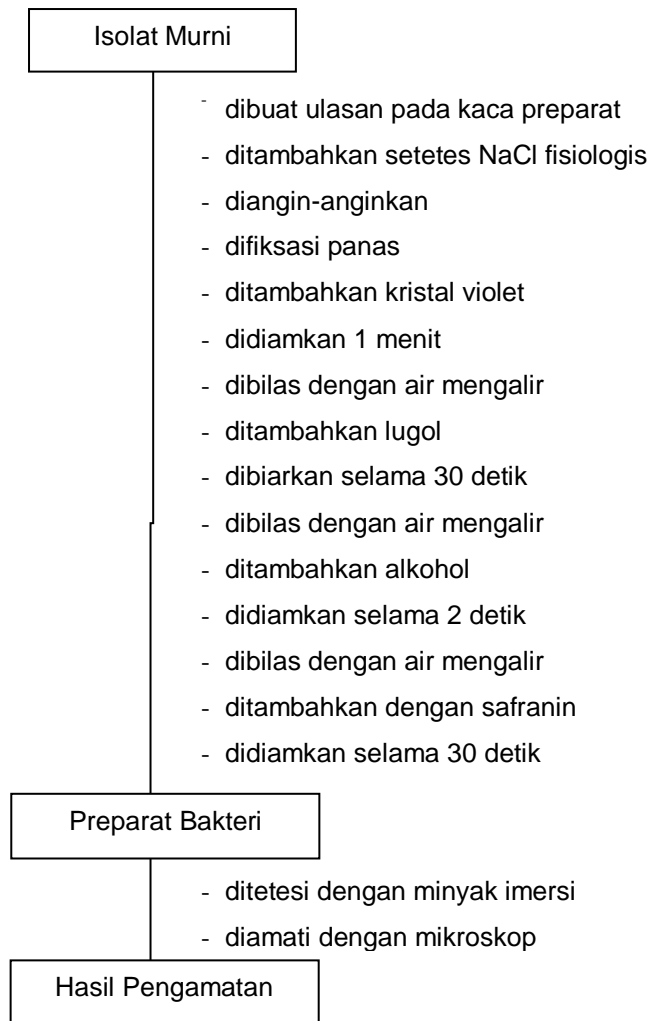 Isolat Murni
- dibuat ulasan pada kaca preparat
- ditambahkan setetes NaCl fisiologis
- diangin-anginkan
- difiksasi panas
- ditambahkan kristal violet
- didiamkan 1 menit
- dibilas dengan air mengalir
- ditambahkan lugol
- dibiarkan selama 30 detik
- dibilas dengan air mengalir
- ditambahkan alkohol
- didiamkan selama 2 detik
- dibilas dengan air mengalir
- ditambahkan dengan safranin
- didiamkan selama 30 detik
Preparat Bakteri
- ditetesi dengan minyak imersi
- diamati dengan mikroskop
Hasil Pengamatan